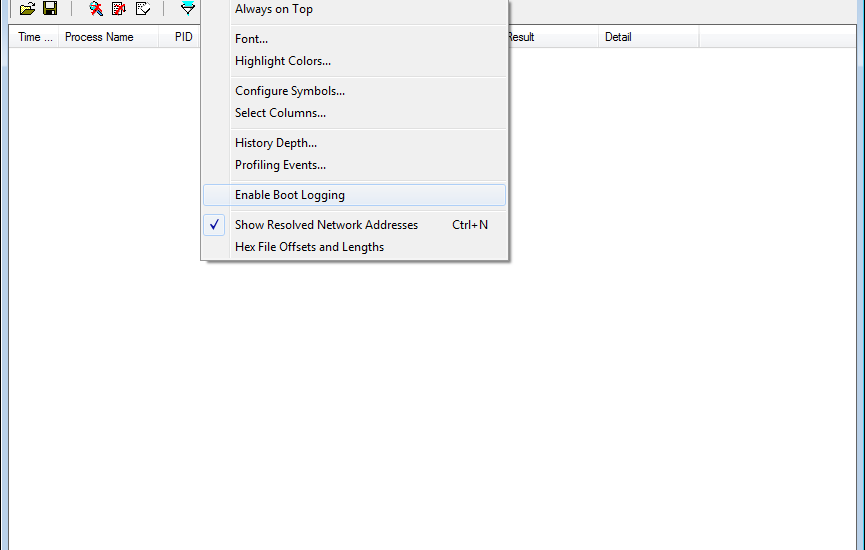 Always on Top
Time ... Process Name PID Result Detail
Font...
Highlight Colors...
Configure Symbols...
Select Columns...
History Depth...
Profiling Events...
Enable Boot Logging
Show Resolved Network Addresses Ctrl+N
Hex File Offsets and Lengths